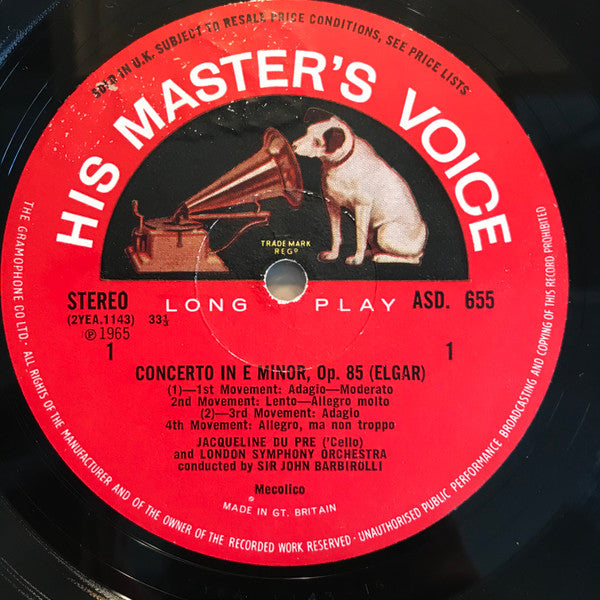 SOLD IN U.K. SUBJECT TO RESALE PRICE CONDITIONS, SEE PRICE LISTS
HIS MASTER'S VOICE
TRADE MARK
REGD
STEREO
LONG PLAY
ASD. 655
(2YEA.1143) 33⅓
Ⓟ1965
1
1
CONCERTO IN E MINOR, Op. 85 (ELGAR)
(1)—1st Movement: Adagio—Moderato
2nd Movement: Lento—Allegro molto
(2)—3rd Movement: Adagio
4th Movement: Allegro, ma non troppo
JACQUELINE DU PRE ('Cello)
and LONDON SYMPHONY ORCHESTRA
conducted by SIR JOHN BARBIROLLI
Mecolico
MADE IN GT. BRITAIN
THE GRAMOPHONE CO LTD. · ALL RIGHTS OF THE MANUFACTURER AND OF THE OWNER OF THE RECORDED WORK RESERVED · UNAUTHORISED PUBLIC PERFORMANCE BROADCASTING AND COPYING OF THIS RECORD PROHIBITED